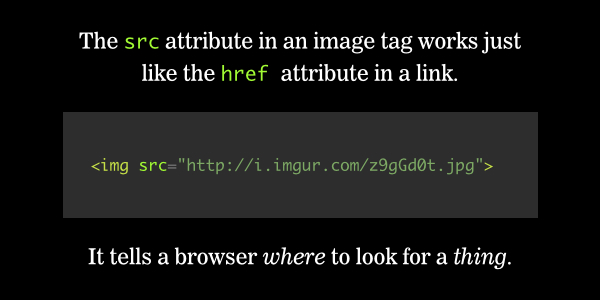 The src attribute in an image tag works just
like the href attribute in a link.
<img src="http://i.imgur.com/z9gGd0t.jpg">
It tells a browser where to look for a thing.